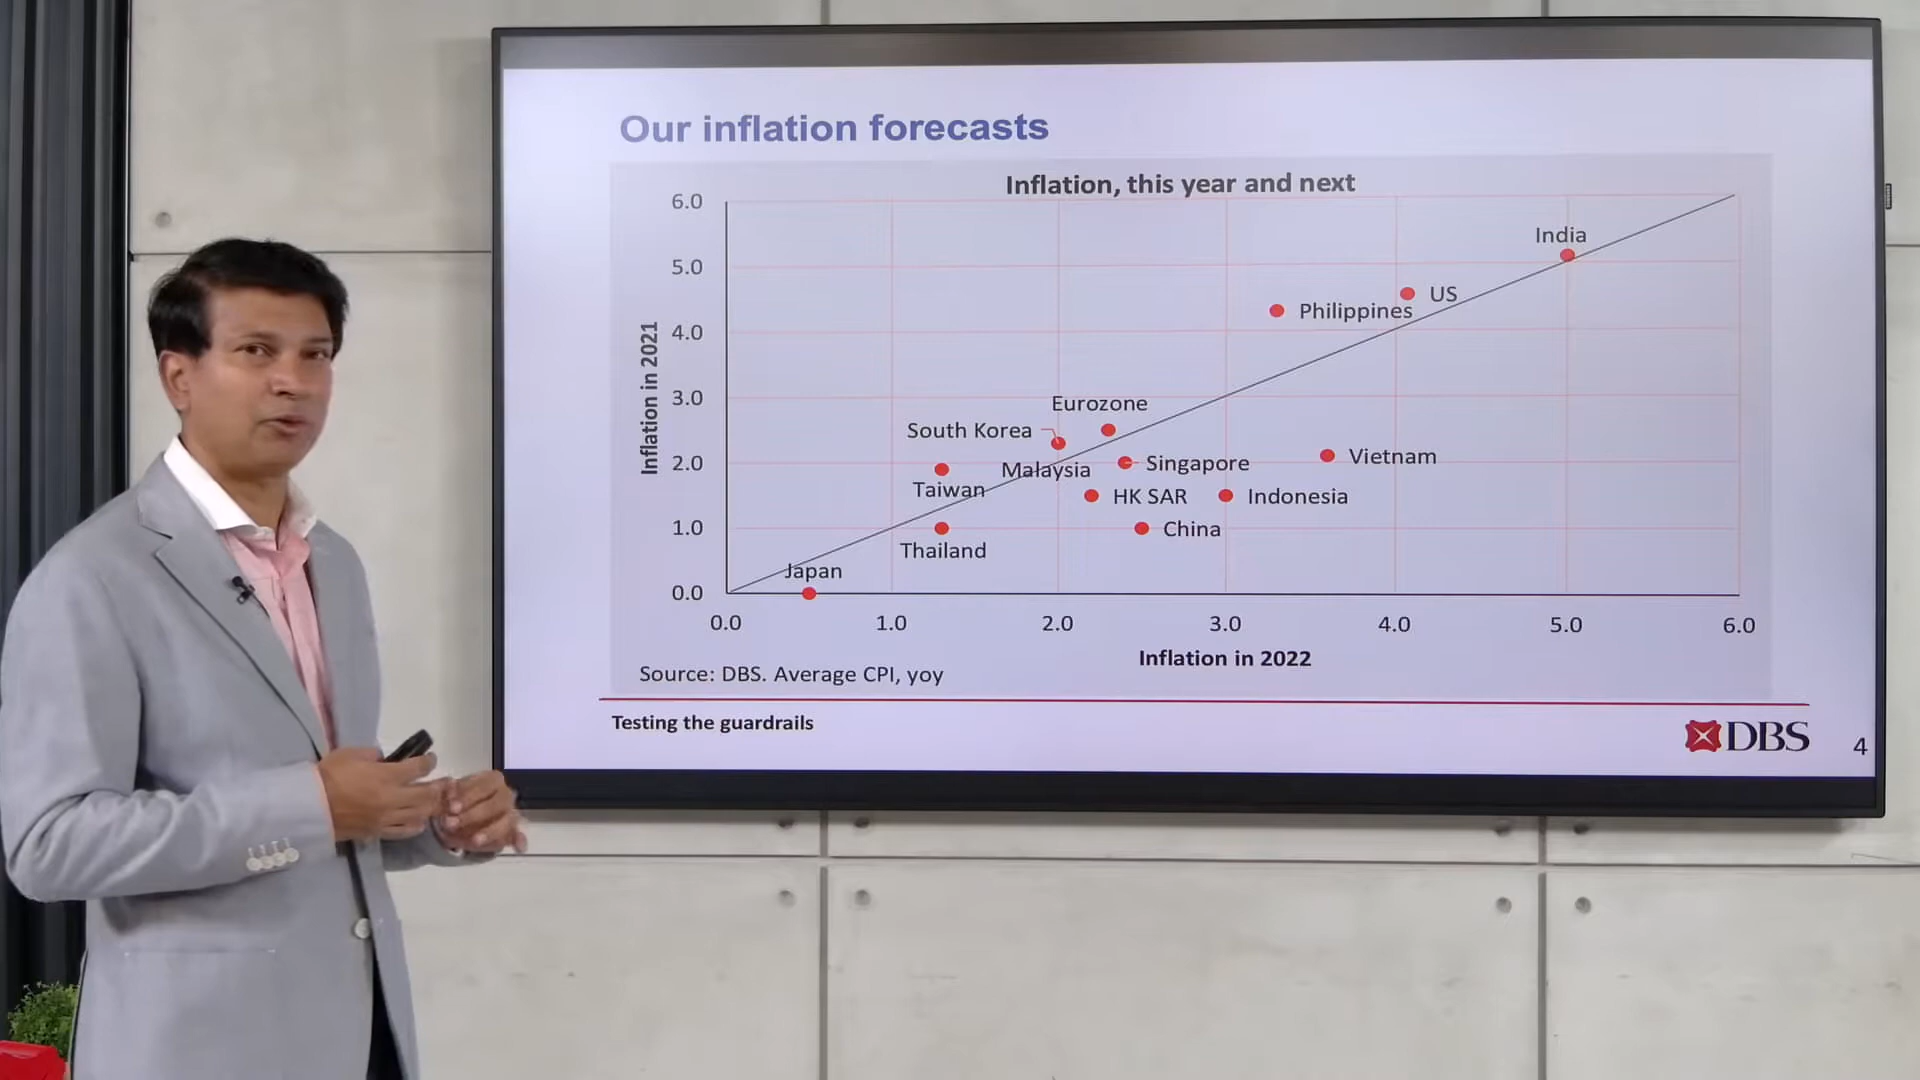 Our inflation forecasts
Inflation, this year and next
6.0
5.0
4.0
3.0
2.0
1.0
0.0
Inflation in 2021
India
US
Philippines
Eurozone
South Korea
Malaysia
Singapore
Vietnam
Taiwan
HK SAR
Indonesia
China
Thailand
Japan
0.0 1.0 2.0 3.0 4.0 5.0 6.0
Inflation in 2022
Source: DBS. Average CPI, yoy
Testing the guardrails
DBS
4